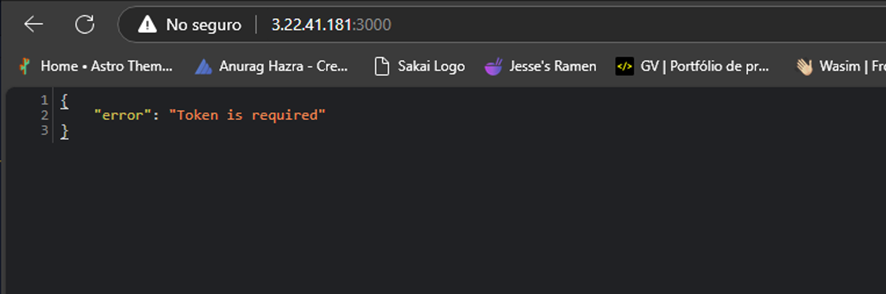 No seguro 3.22.41.181:3000
Home • Astro Them... Anurag Hazra - Cre... Sakai Logo Jesse's Ramen </> GV | Portfólio de pr... Wasim | Fr
1 {
2 "error": "Token is required"
3 }